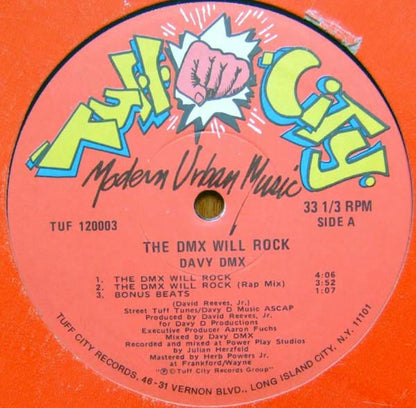 Tuff City
Modern Urban Music
TUF 120003
33 1/3 RPM
SIDE A
THE DMX WILL ROCK
DAVY DMX
1. THE DMX WILL ROCK 4:06
2. THE DMX WILL ROCK (Rap Mix) 3:52
3. BONUS BEATS 1:07
(David Reeves, Jr.)
Street Tuff Tunes/Davy D Music ASCAP
Produced by David Reeves, Jr.
for Davy D Productions
Executive Producer Aaron Fuchs
Mixed by Davy DMX
Recorded and mixed at Power Play Studios
by Julian Herzfeld
Mastered by Herb Powers Jr.
at Frankford/Wayne
"℗©Tuff City Records Group"
TUFF CITY RECORDS, 46-31 VERNON BLVD., LONG ISLAND CITY, N.Y. 11101